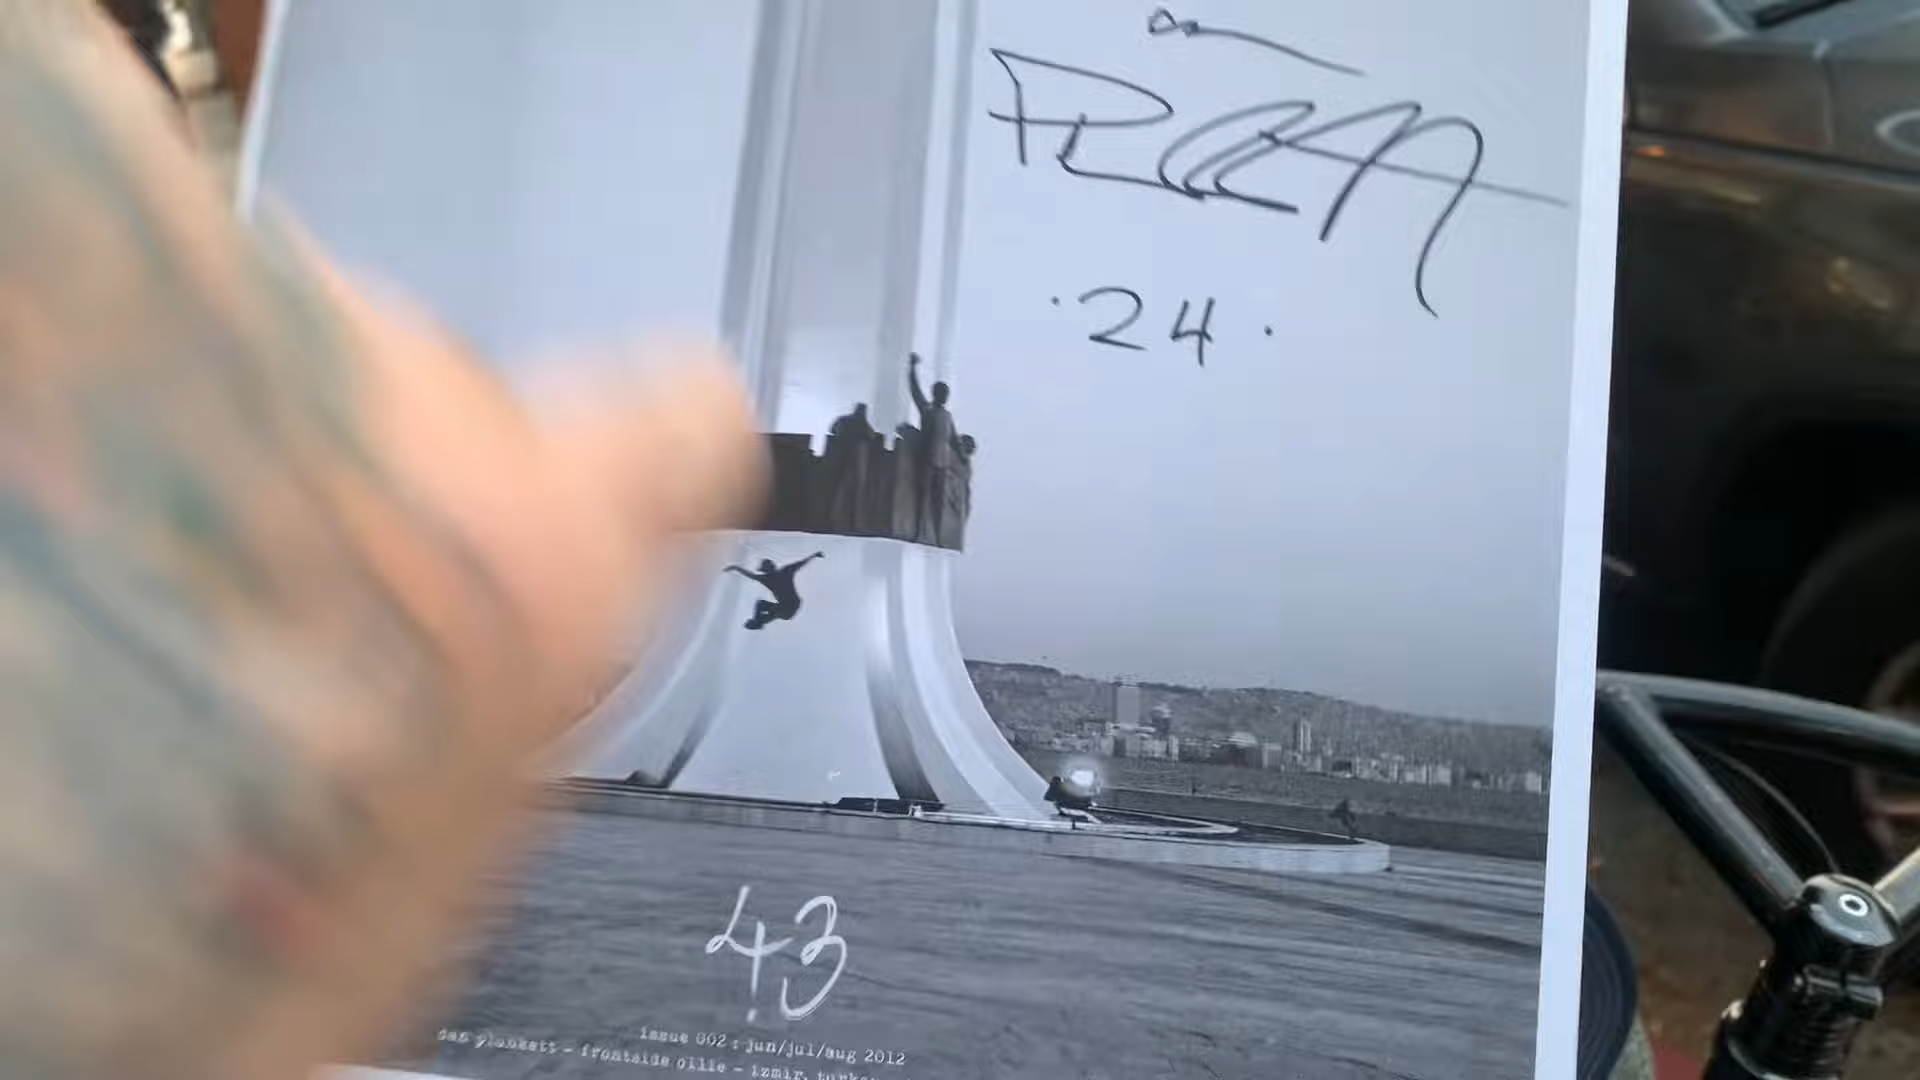 .24.
43
issue 002 : jun/jul/aug 2012
dan plunkett - frontside ollie - izmir,